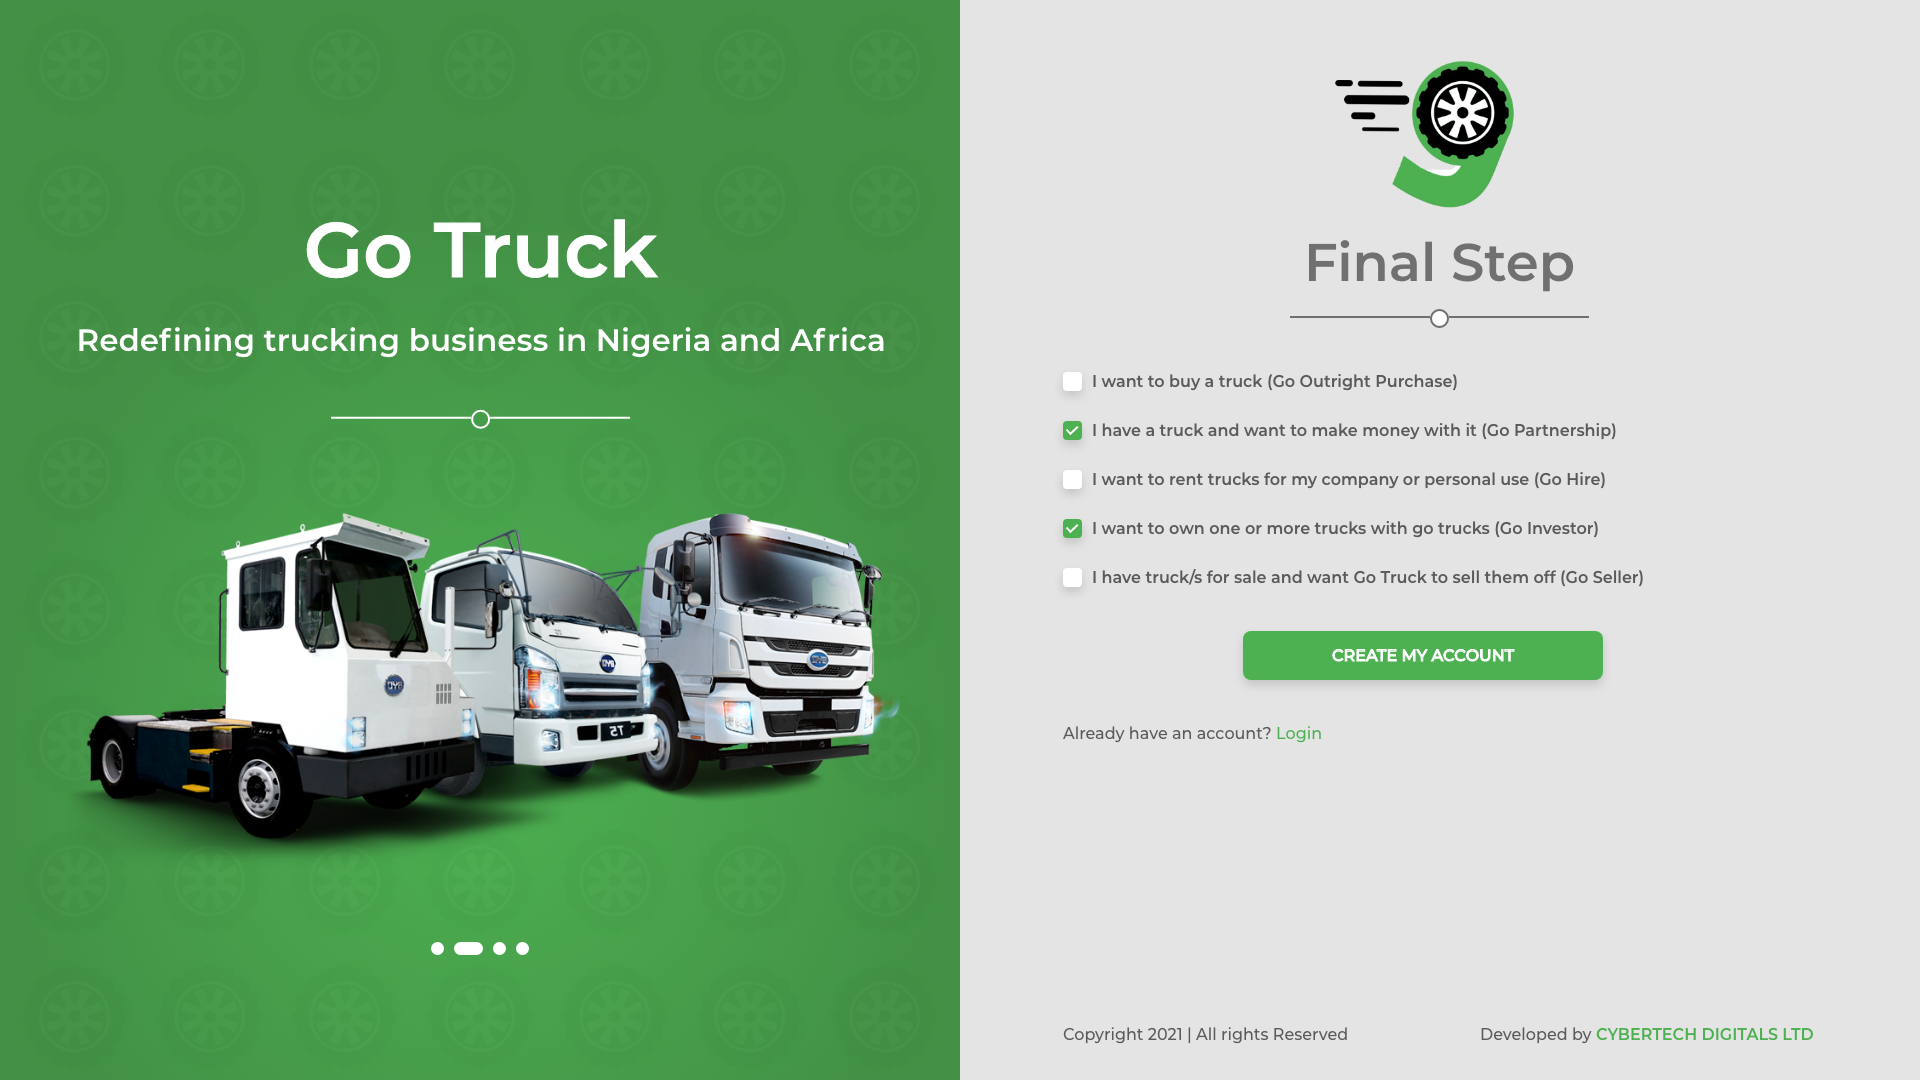 Go Truck
Redefining trucking business in Nigeria and Africa
Final Step
I want to buy a truck (Go Outright Purchase)
I have a truck and want to make money with it (Go Partnership)
I want to rent trucks for my company or personal use (Go Hire)
I want to own one or more trucks with go trucks (Go Investor)
I have truck/s for sale and want Go Truck to sell them off (Go Seller)
CREATE MY ACCOUNT
Already have an account? Login
Copyright 2021 | All rights Reserved
Developed by CYBERTECH DIGITALS LTD